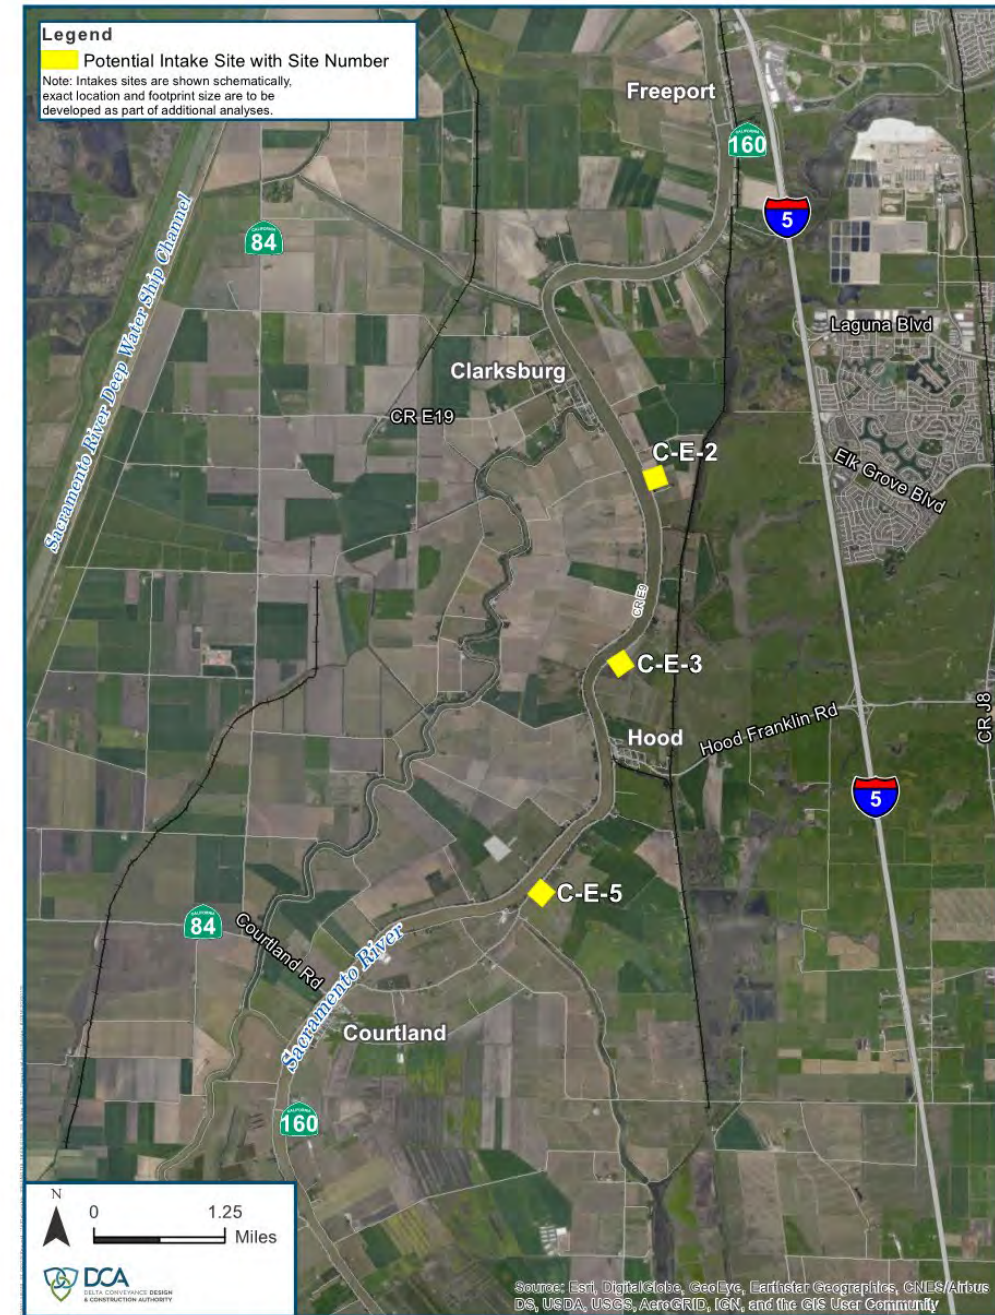 Legend
Potential Intake Site with Site Number
Note: Intakes sites are shown schematically,
exact location and footprint size are to be
developed as part of additional analyses.
Freeport
CALIFORNIA
160
5
CALIFORNIA
84
Sacramento River Deep Water Ship Channel
Laguna Blvd
Clarksburg
CR E19
C-E-2
Elk Grove Blvd
CR E9
C-E-3
Hood
Hood Franklin Rd
CR J8
5
C-E-5
CALIFORNIA
84
Courtland Rd
Sacramento River
Courtland
CALIFORNIA
160
N
0 1.25
Miles
DCA
DELTA CONVEYANCE DESIGN
& CONSTRUCTION AUTHORITY
Source: Esri, DigitalGlobe, GeoEye, Earthstar Geographics, CNES/Airbus
DS, USDA, USGS, AeroGRID, IGN, and the GIS User Community